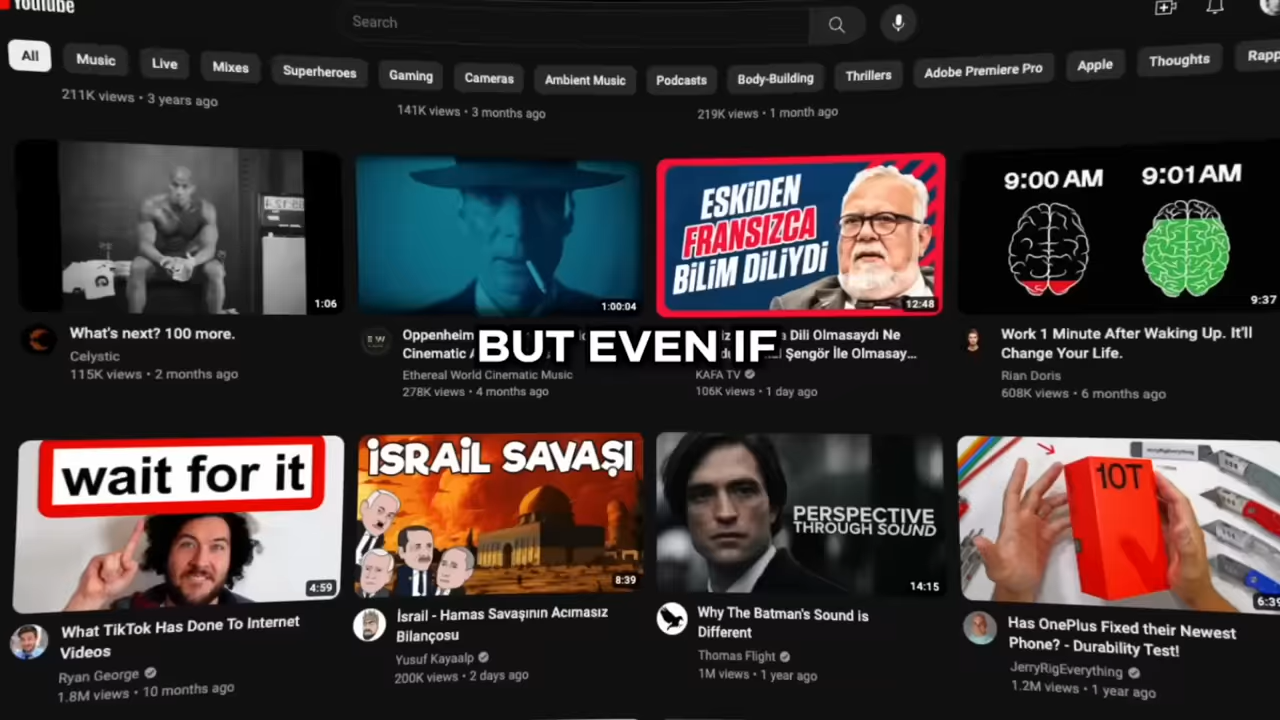 YouTube
Search
All
Music
Live
Mixes
Superheroes
Gaming
Cameras
Ambient Music
Podcasts
Body-Building
Thrillers
Adobe Premiere Pro
Apple
Thoughts
211K views • 3 years ago
141K views • 3 months ago
219K views • 1 month ago
1:06
1:00:04
ESKİDEN
FRANSIZCA
BİLİM DİLİYDİ
12:48
9:00 AM
9:01 AM
9:37
What's next? 100 more.
Celystic
115K views • 2 months ago
BUT EVEN IF
Cinematic
Ethereal World Cinematic Music
278K views • 4 months ago
Dili Olmasaydı Ne
Şengör İle Olmasay...
KAFA TV
106K views • 1 day ago
Work 1 Minute After Waking Up. It'll
Change Your Life.
Rian Doris
608K views • 6 months ago
wait for it
4:59
İSRAİL SAVAŞI
8:39
PERSPECTIVE
THROUGH SOUND
14:15
JerryRigEverything
10T
What TikTok Has Done To Internet
Videos
Ryan George
1.8M views • 10 months ago
İsrail - Hamas Savaşının Acımasız
Bilançosu
Yusuf Kayaalp
200K views • 2 days ago
Why The Batman's Sound is
Different
Thomas Flight
1M views • 1 year ago
Has OnePlus Fixed their Newest
Phone? - Durability Test!
JerryRigEverything
1.2M views • 1 year ago